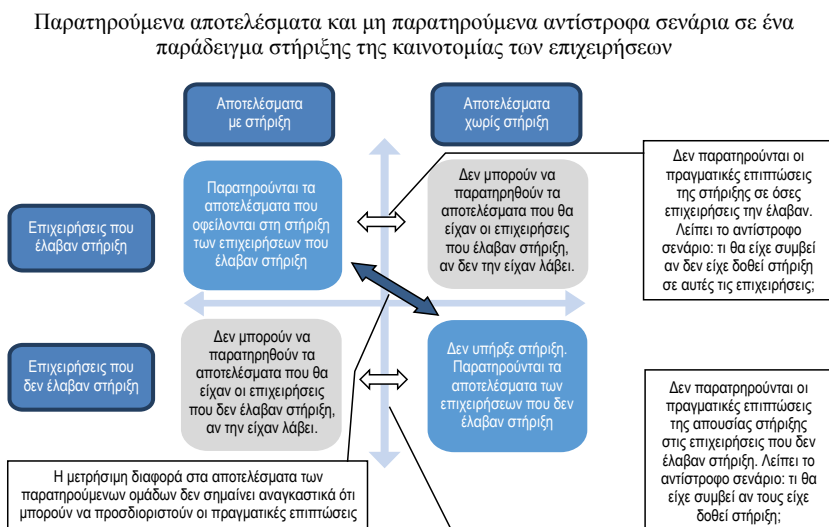 Παρατηρούμενα αποτελέσματα και μη παρατηρούμενα αντίστροφα σενάρια σε ένα
παράδειγμα στήριξης της καινοτομίας των επιχειρήσεων
Αποτελέσματα
με στήριξη
Αποτελέσματα
χωρίς στήριξη
Επιχειρήσεις που
έλαβαν στήριξη
Παρατηρούνται τα
αποτελέσματα που
οφείλονται στη στήριξη
των επιχειρήσεων που
έλαβαν στήριξη
Δεν μπορούν να
παρατηρηθούν τα
αποτελέσματα που θα
είχαν οι επιχειρήσεις
που έλαβαν στήριξη,
αν δεν την είχαν λάβει.
Δεν παρατηρούνται οι
πραγματικές επιπτώσεις
της στήριξης σε όσες
επιχειρήσεις την έλαβαν.
Λείπει το αντίστροφο
σενάριο: τι θα είχε συμβεί
αν δεν είχε δοθεί στήριξη
σε αυτές τις επιχειρήσεις;
Επιχειρήσεις που
δεν έλαβαν στήριξη
Δεν μπορούν να
παρατηρηθούν τα
αποτελέσματα που θα
είχαν οι επιχειρήσεις
που δεν έλαβαν στήριξη,
αν την είχαν λάβει.
Δεν υπήρξε στήριξη.
Παρατηρούνται τα
αποτελέσματα των
επιχειρήσεων που δεν
έλαβαν στήριξη
Δεν παρατρηρούνται οι
πραγματικές επιπτώσεις
της απουσίας στήριξης
στις επιχειρήσεις που δεν
έλαβαν στήριξη. Λείπει το
αντίστροφο σενάριο: τι θα
είχε συμβεί αν τους είχε
δοθεί στήριξη;
Η μετρήσιμη διαφορά στα αποτελέσματα των
παρατηρούμενων ομάδων δεν σημαίνει αναγκαστικά ότι
μπορούν να προσδιοριστούν οι πραγματικές επιπτώσεις